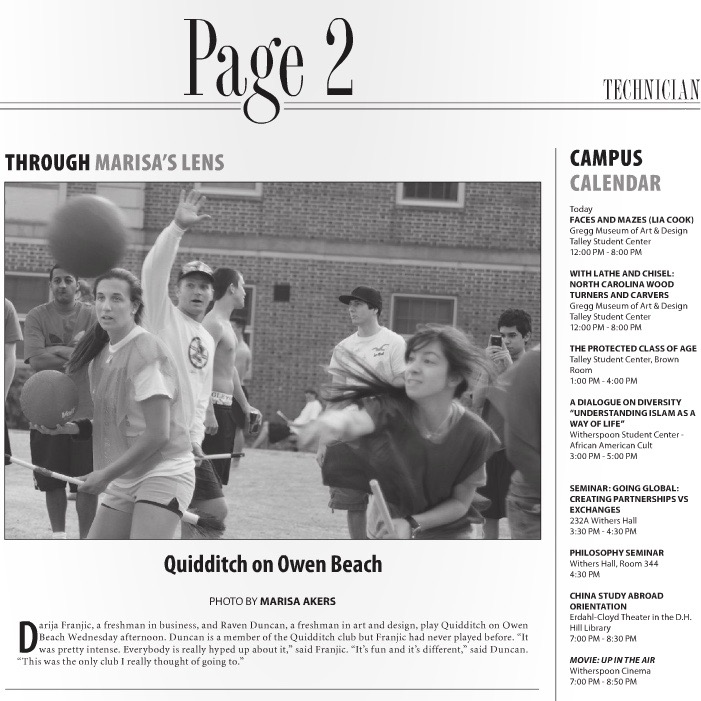 Page 2
TECHNICIAN
THROUGH MARISA'S LENS
Quidditch on Owen Beach
PHOTO BY MARISA AKERS
Darija Franjic, a freshman in business, and Raven Duncan, a freshman in art and design, play Quidditch on Owen
Beach Wednesday afternoon. Duncan is a member of the Quidditch club but Franjic had never played before. “It
was pretty intense. Everybody is really hyped up about it,” said Franjic. “It’s fun and it’s different,” said Duncan.
“This was the only club I really thought of going to.”
CAMPUS
CALENDAR
Today
FACES AND MAZES (LIA COOK)
Gregg Museum of Art & Design
Talley Student Center
12:00 PM - 8:00 PM
WITH LATHE AND CHISEL:
NORTH CAROLINA WOOD
TURNERS AND CARVERS
Gregg Museum of Art & Design
Talley Student Center
12:00 PM - 8:00 PM
THE PROTECTED CLASS OF AGE
Talley Student Center, Brown
Room
1:00 PM - 4:00 PM
A DIALOGUE ON DIVERSITY
“UNDERSTANDING ISLAM AS A
WAY OF LIFE”
Witherspoon Student Center -
African American Cult
3:00 PM - 5:00 PM
SEMINAR: GOING GLOBAL:
CREATING PARTNERSHIPS VS
EXCHANGES
232A Withers Hall
3:30 PM - 4:30 PM
PHILOSOPHY SEMINAR
Withers Hall, Room 344
4:30 PM
CHINA STUDY ABROAD
ORIENTATION
Erdahl-Cloyd Theater in the D.H.
Hill Library
7:00 PM - 8:30 PM
MOVIE: UP IN THE AIR
Witherspoon Cinema
7:00 PM - 8:50 PM